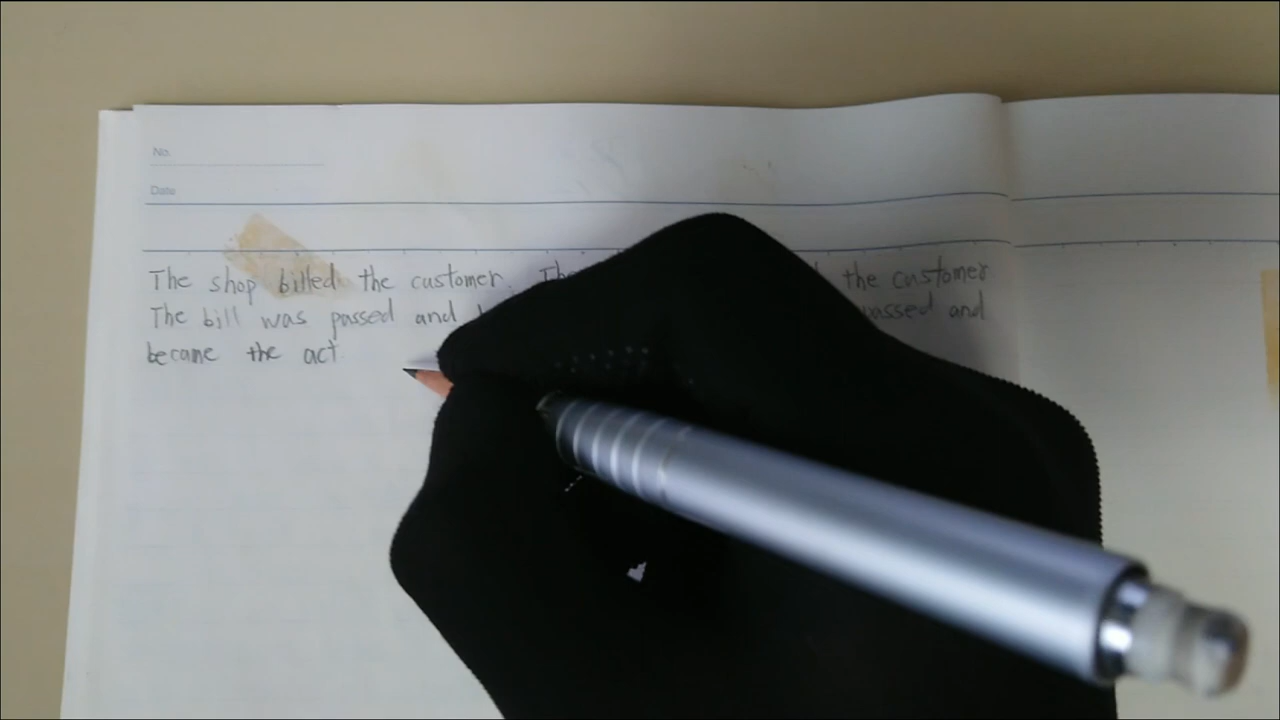 No.
Date
The shop billed the customer. The the customer
The bill was passed and passed and
became the act